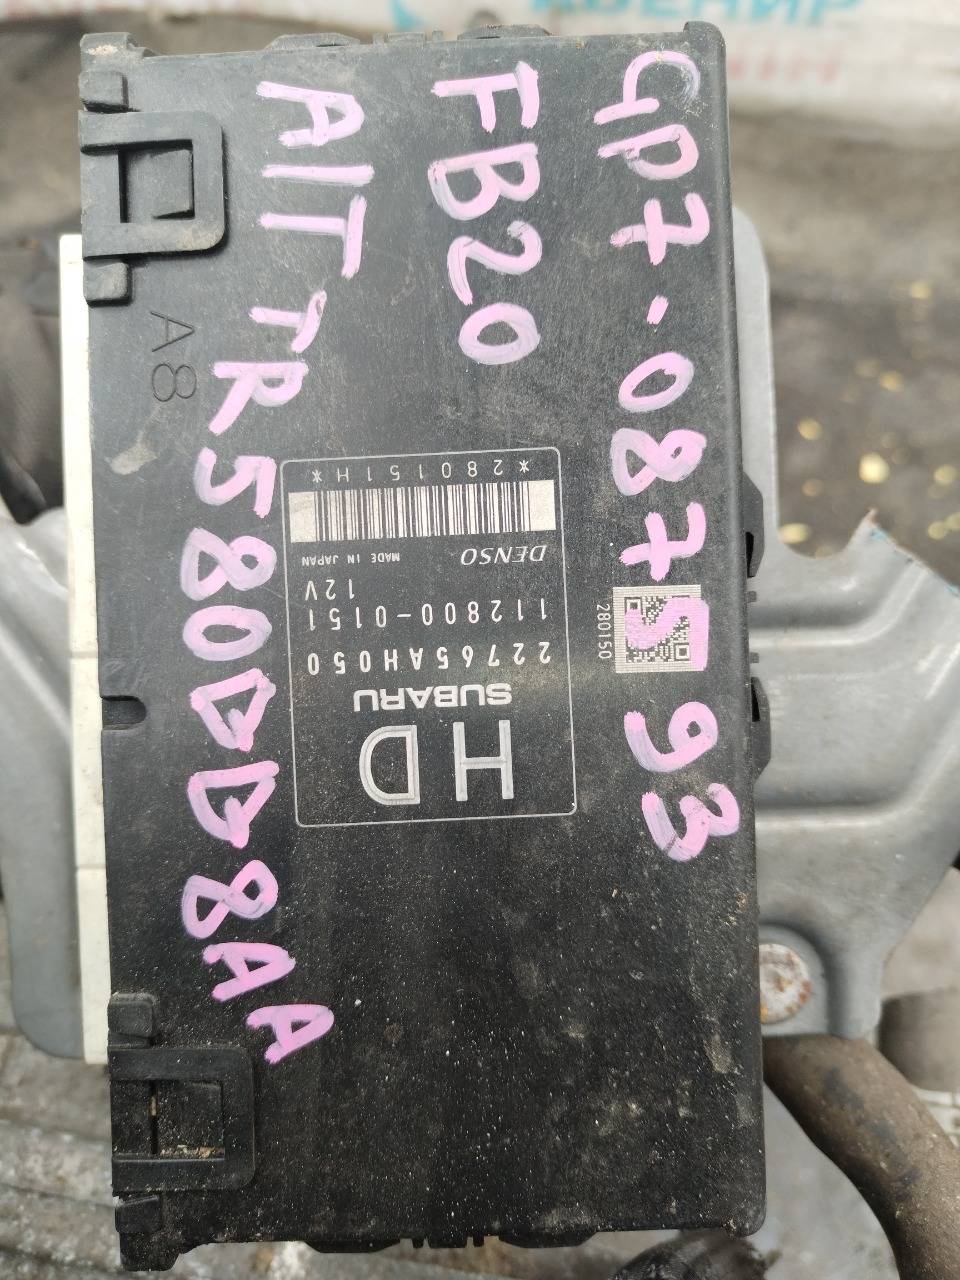 GP7-087593
FB20
AIT
TR580DD8AA
HD
SUBARU
22765AH050
112800-0151
12V
DENSO MADE IN JAPAN
*280151H*
280150
A8